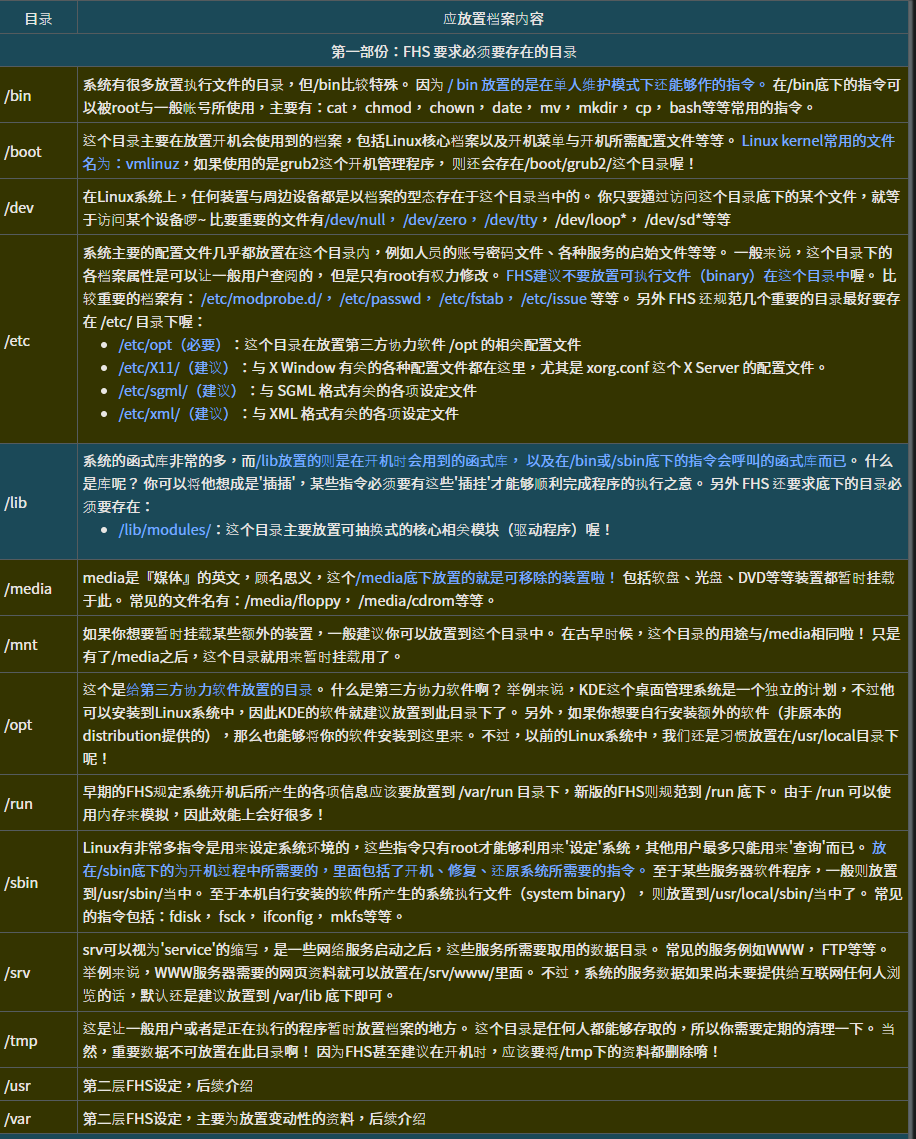 目录 应放置档案内容
第一部份：FHS 要求必须要存在的目录
/bin
系统有很多放置执行文件的目录，但/bin比较特殊。 因为 / bin 放置的是在单人维护模式下还能够作的指令。 在/bin底下的指令可
以被root与一般帐号所使用，主要有：cat， chmod， chown， date， mv， mkdir， cp， bash等等常用的指令。
/boot
这个目录主要在放置开机会使用到的档案，包括Linux核心档案以及开机菜单与开机所需配置文件等等。 Linux kernel常用的文件
名为：vmlinuz，如果使用的是grub2这个开机管理程序， 则还会存在/boot/grub2/这个目录喔！
/dev
在Linux系统上，任何装置与周边设备都是以档案的型态存在于这个目录当中的。 你只要通过访问这个目录底下的某个文件，就等
于访问某个设备啰~ 比要重要的文件有/dev/null， /dev/zero， /dev/tty， /dev/loop*， /dev/sd*等等
/etc
系统主要的配置文件几乎都放置在这个目录内，例如人员的账号密码文件、各种服务的启始文件等等。 一般来说，这个目录下的
各档案属性是可以让一般用户查阅的， 但是只有root有权力修改。 FHS建议不要放置可执行文件（binary）在这个目录中喔。 比
较重要的档案有： /etc/modprobe.d/， /etc/passwd， /etc/fstab， /etc/issue 等等。 另外 FHS 还规范几个重要的目录最好要存
在 /etc/ 目录下喔：
• /etc/opt（必要）：这个目录在放置第三方协力软件 /opt 的相关配置文件
• /etc/X11/（建议）：与 X Window 有关的各种配置文件都在这里，尤其是 xorg.conf 这个 X Server 的配置文件。
• /etc/sgml/（建议）：与 SGML 格式有关的各项设定文件
• /etc/xml/（建议）：与 XML 格式有关的各项设定文件
/lib
系统的函式库非常的多，而/lib放置的则是在开机时会用到的函式库， 以及在/bin或/sbin底下的指令会呼叫的函式库而已。 什么
是库呢？ 你可以将他想成是'插插'，某些指令必须要有这些'插挂'才能够顺利完成程序的执行之意。 另外 FHS 还要求底下的目录必
须要存在：
• /lib/modules/：这个目录主要放置可抽换式的核心相关模块（驱动程序）喔！
/media
media是『媒体』的英文，顾名思义，这个/media底下放置的就是可移除的装置啦！ 包括软盘、光盘、DVD等等装置都暂时挂载
于此。 常见的文件名有：/media/floppy， /media/cdrom等等。
/mnt
如果你想要暂时挂载某些额外的装置，一般建议你可以放置到这个目录中。 在古早时候，这个目录的用途与/media相同啦！ 只是
有了/media之后，这个目录就用来暂时挂载用了。
/opt
这个是给第三方协力软件放置的目录。 什么是第三方协力软件啊？ 举例来说，KDE这个桌面管理系统是一个独立的计划，不过他
可以安装到Linux系统中，因此KDE的软件就建议放置到此目录下了。 另外，如果你想要自行安装额外的软件（非原本的
distribution提供的），那么也能够将你的软件安装到这里来。 不过，以前的Linux系统中，我们还是习惯放置在/usr/local目录下
呢！
/run
早期的FHS规定系统开机后所产生的各项信息应该要放置到 /var/run 目录下，新版的FHS则规范到 /run 底下。 由于 /run 可以使
用内存来模拟，因此效能上会好很多！
/sbin
Linux有非常多指令是用来设定系统环境的，这些指令只有root才能够利用来'设定'系统，其他用户最多只能用来'查询'而已。 放
在/sbin底下的为开机过程中所需要的，里面包括了开机、修复、还原系统所需要的指令。 至于某些服务器软件程序，一般则放置
到/usr/sbin/当中。 至于本机自行安装的软件所产生的系统执行文件（system binary）， 则放置到/usr/local/sbin/当中了。 常见
的指令包括：fdisk， fsck， ifconfig， mkfs等等。
/srv
srv可以视为'service'的缩写，是一些网络服务启动之后，这些服务所需要取用的数据目录。 常见的服务例如WWW， FTP等等。
举例来说，WWW服务器需要的网页资料就可以放置在/srv/www/里面。 不过，系统的服务数据如果尚未要提供给互联网任何人浏
览的话，默认还是建议放置到 /var/lib 底下即可。
/tmp
这是让一般用户或者是正在执行的程序暂时放置档案的地方。 这个目录是任何人都能够存取的，所以你需要定期的清理一下。 当
然，重要数据不可放置在此目录啊！ 因为FHS甚至建议在开机时，应该要将/tmp下的资料都删除唷！
/usr 第二层FHS设定，后续介绍
/var 第二层FHS设定，主要为放置变动性的资料，后续介绍